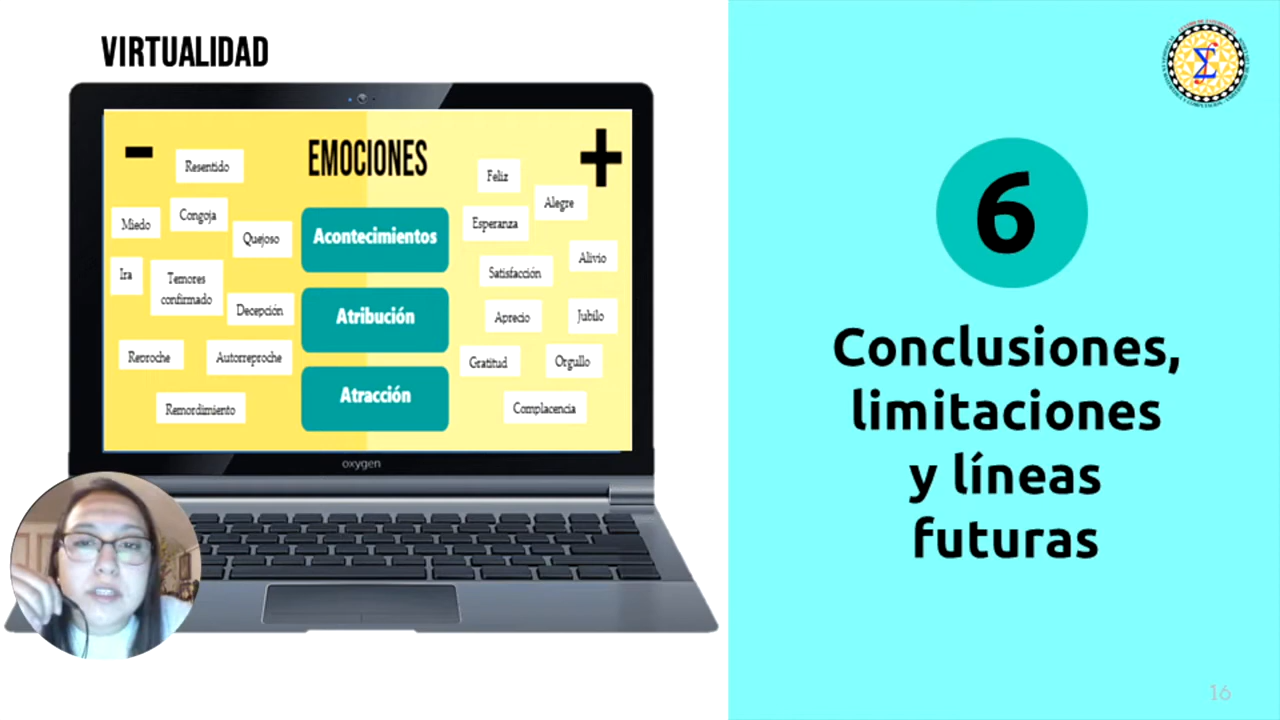 VIRTUALIDAD
EMOCIONES
Resentido
Miedo
Congoja
Quejoso
Ira
Temores
confirmado
Decepción
Reproche
Autorreproche
Remordimiento
Acontecimientos
Atribución
Atracción
+
Feliz
Alegre
Esperanza
Alivio
Satisfacción
Aprecio
Jubilo
Gratitud
Orgullo
Complacencia
oxygen
6
Conclusiones,
limitaciones
y líneas
futuras
16